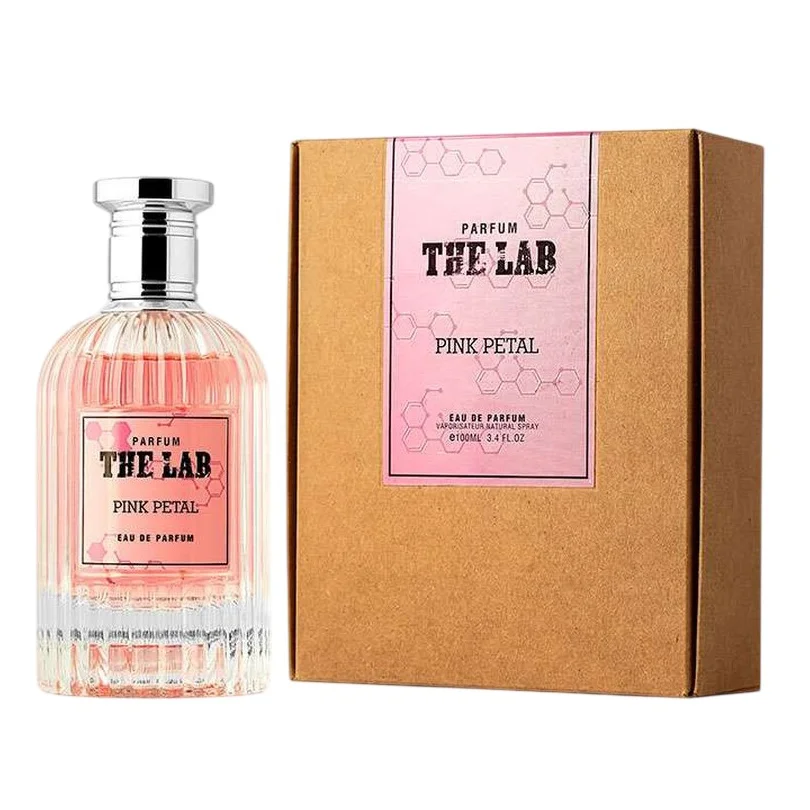 PARFUM
THE LAB
PINK PETAL
EAU DE PARFUM
PARFUM
THE LAB
PINK PETAL
EAU DE PARFUM
VAPORISATEUR NATURAL SPRAY
e100ML 3.4 FL.OZ